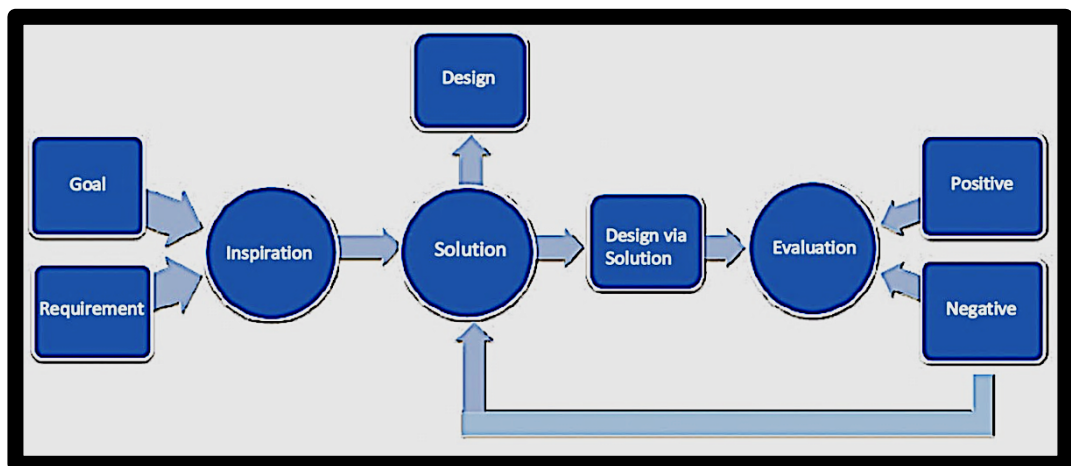 Design
Goal
Requirement
Inspiration
Solution
Design via
Solution
Evaluation
Positive
Negative